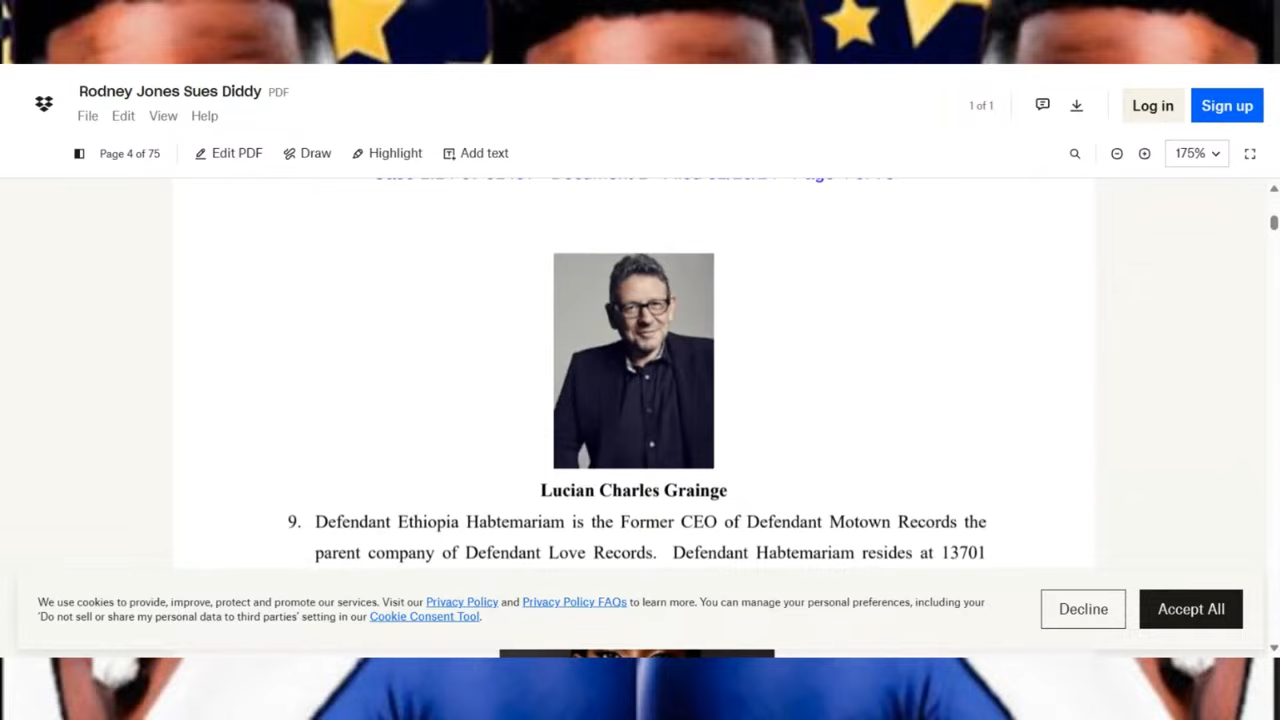 Rodney Jones Sues Diddy PDF
File Edit View Help
1 of 1
Log in
Sign up
Page 4 of 75
Edit PDF
Draw
Highlight
Add text
175%
Lucian Charles Grainge
9. Defendant Ethiopia Habtemariam is the Former CEO of Defendant Motown Records the
parent company of Defendant Love Records. Defendant Habtemariam resides at 13701
We use cookies to provide, improve, protect and promote our services. Visit our Privacy Policy and Privacy Policy FAQs to learn more. You can manage your personal preferences, including your
'Do not sell or share my personal data to third parties' setting in our Cookie Consent Tool.
Decline
Accept All